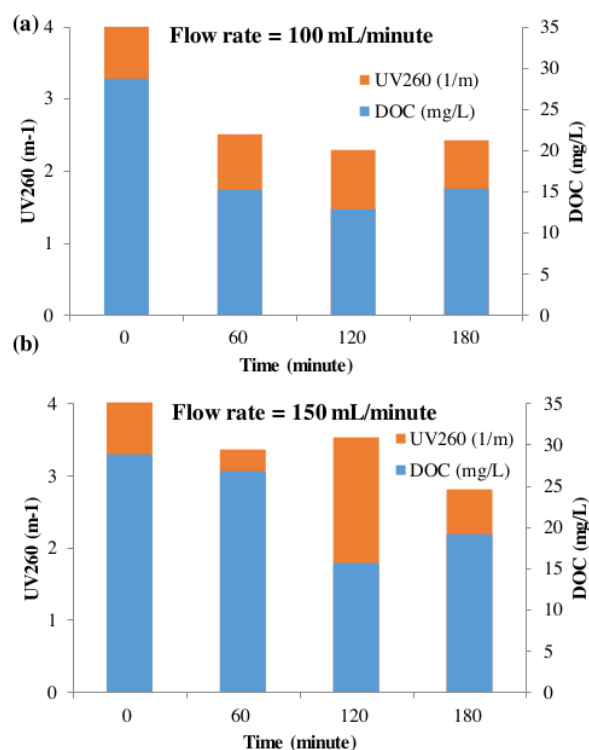 (a)
Flow rate = 100 mL/minute
UV260 (1/m)
DOC (mg/L)
4
3
2
1
0
UV260 (m-1)
35
30
25
20
15
10
5
0
DOC (mg/L)
0 60 120 180
Time (minute)
(b)
Flow rate = 150 mL/minute
UV260 (1/m)
DOC (mg/L)
4
3
2
1
0
UV260 (m-1)
35
30
25
20
15
10
5
0
DOC (mg/L)
0 60 120 180
Time (minute)